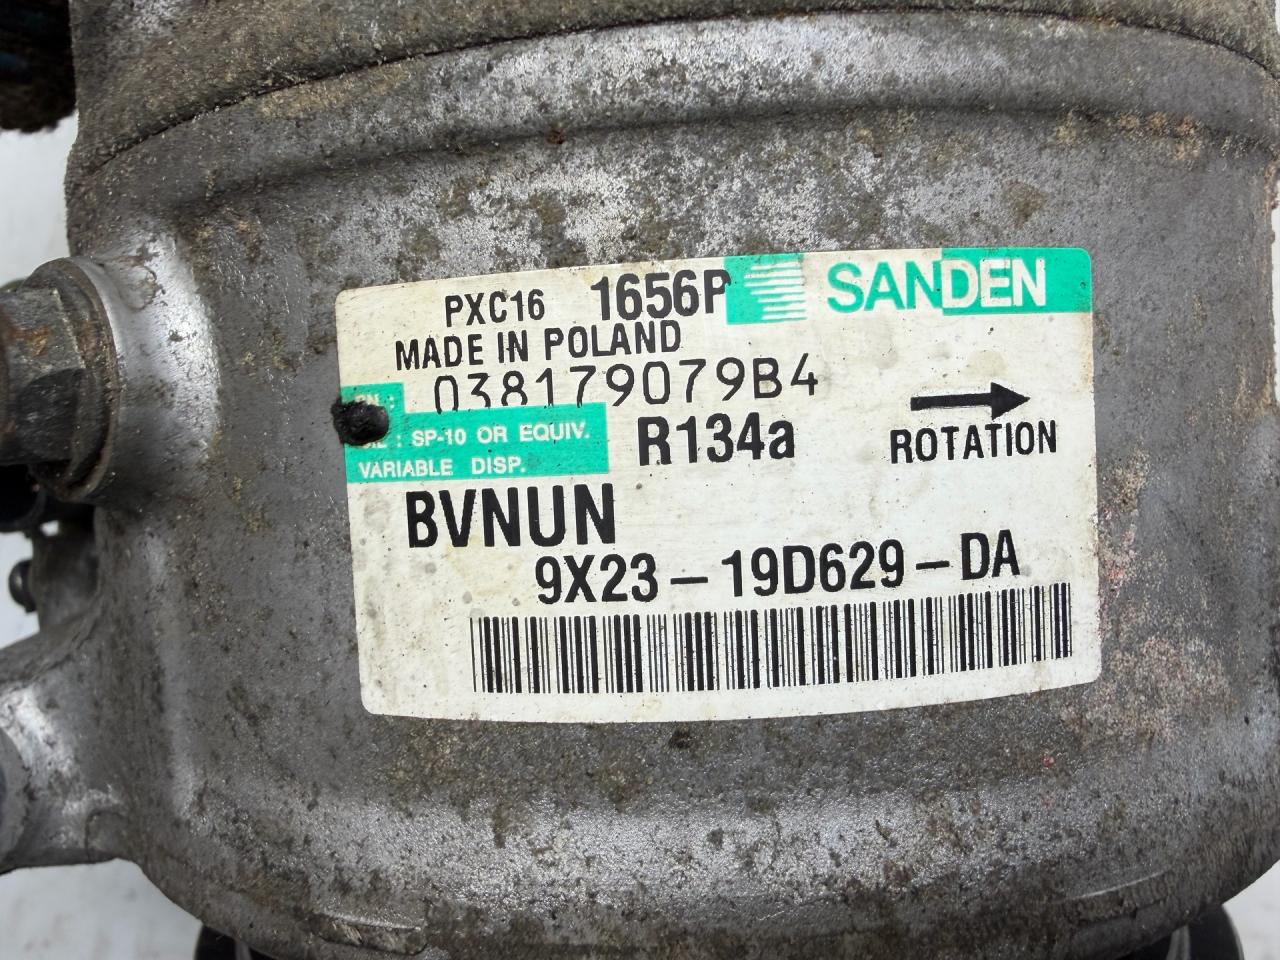 PXC16 1656P SANDEN
MADE IN POLAND
038179079B4
: SP-10 OR EQUIV.
R134a
ROTATION
VARIABLE DISP.
BVNUN
9X23-19D629-DA